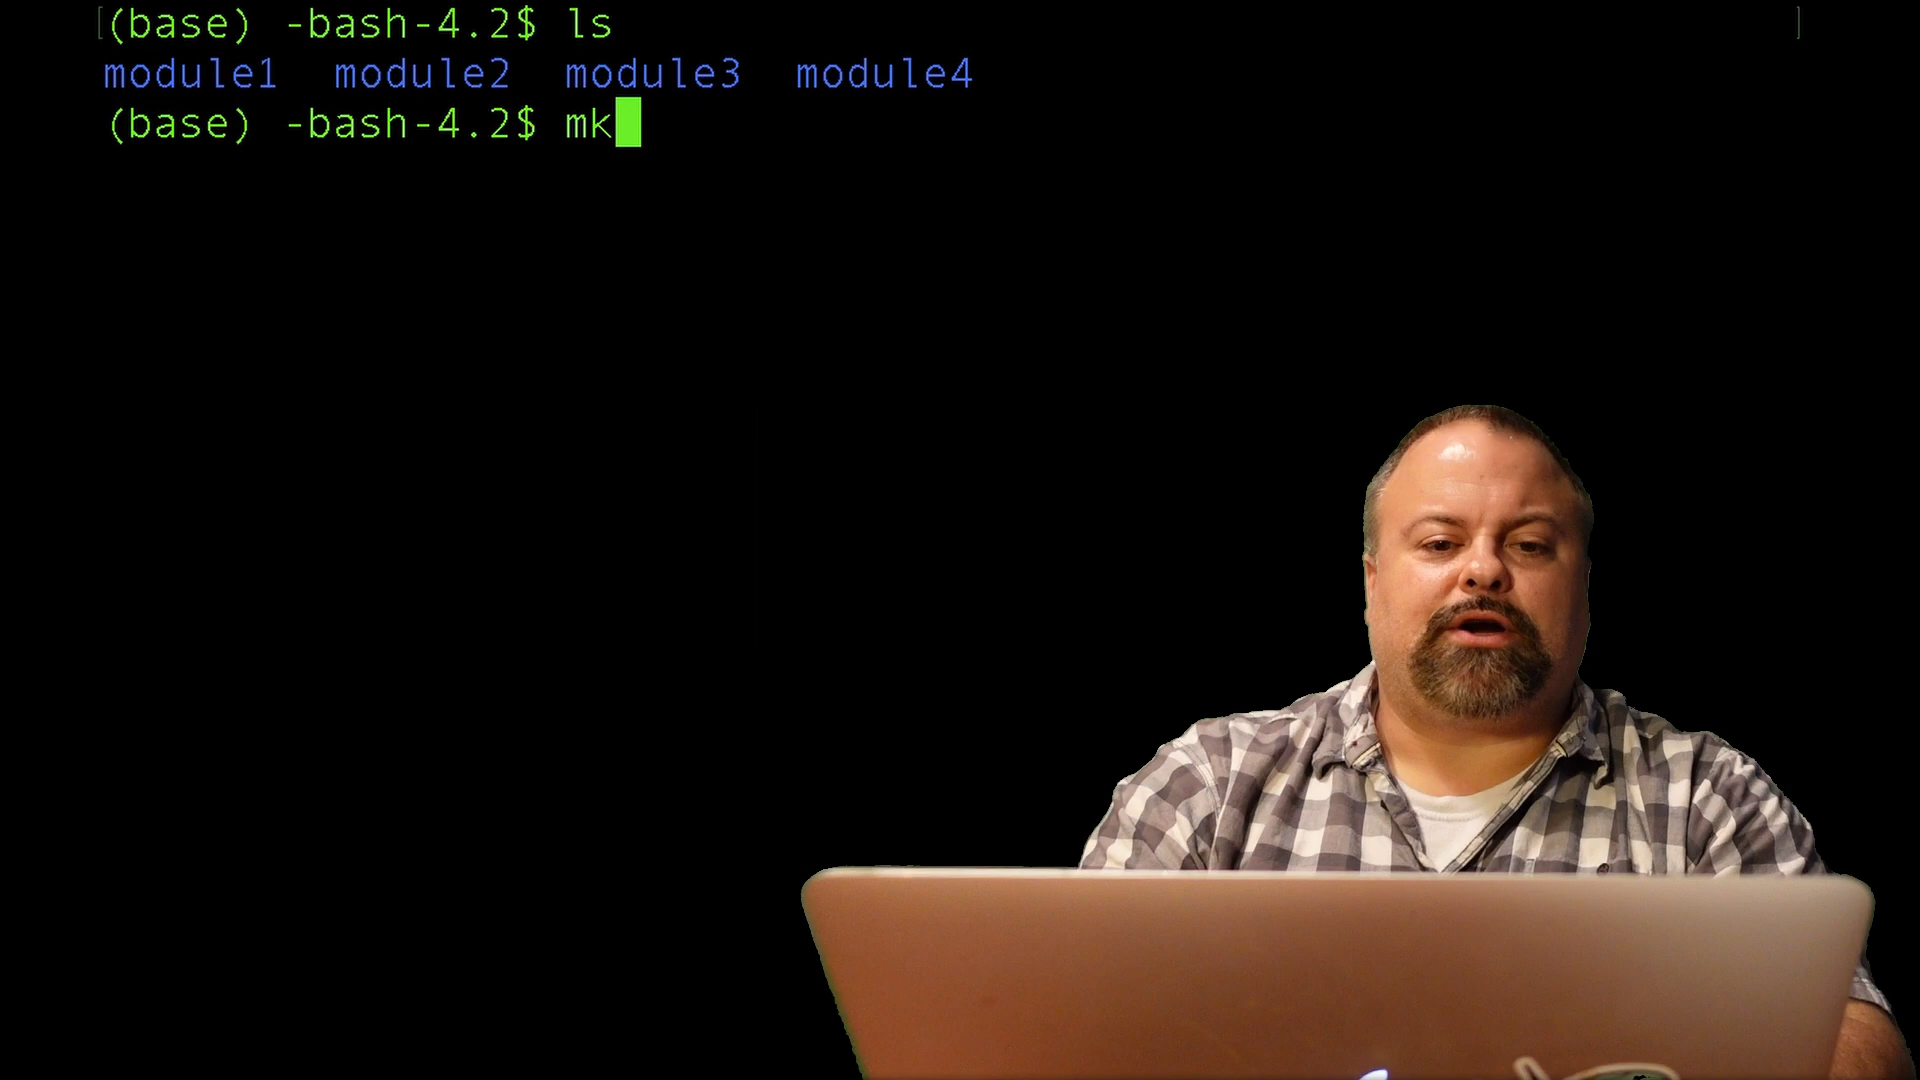 (base) -bash-4.2$ ls
module1  module2  module3  module4
(base) -bash-4.2$ mk